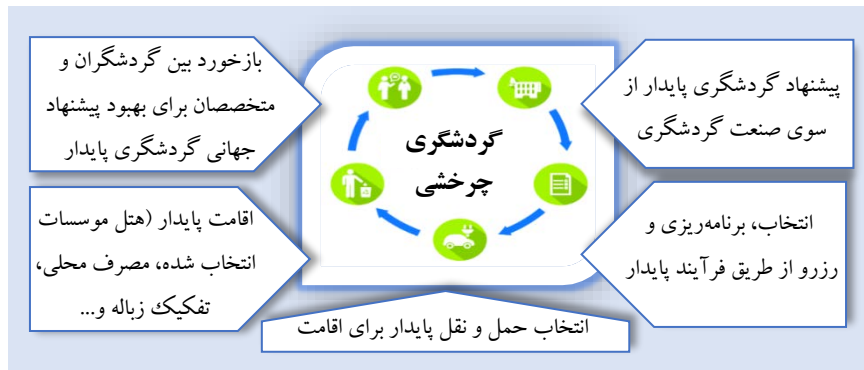 پیشنهاد گردشگری پایدار از
سوی صنعت گردشگری
انتخاب، برنامه‌ریزی و
رزرو از طریق فرآیند پایدار
انتخاب حمل و نقل پایدار برای اقامت
اقامت پایدار (هتل موسسات
انتخاب شده، مصرف محلی،
تفکیک زباله و...
بازخورد بین گردشگران و
متخصصان برای بهبود پیشنهاد
جهانی گردشگری پایدار
گردشگری
چرخشی